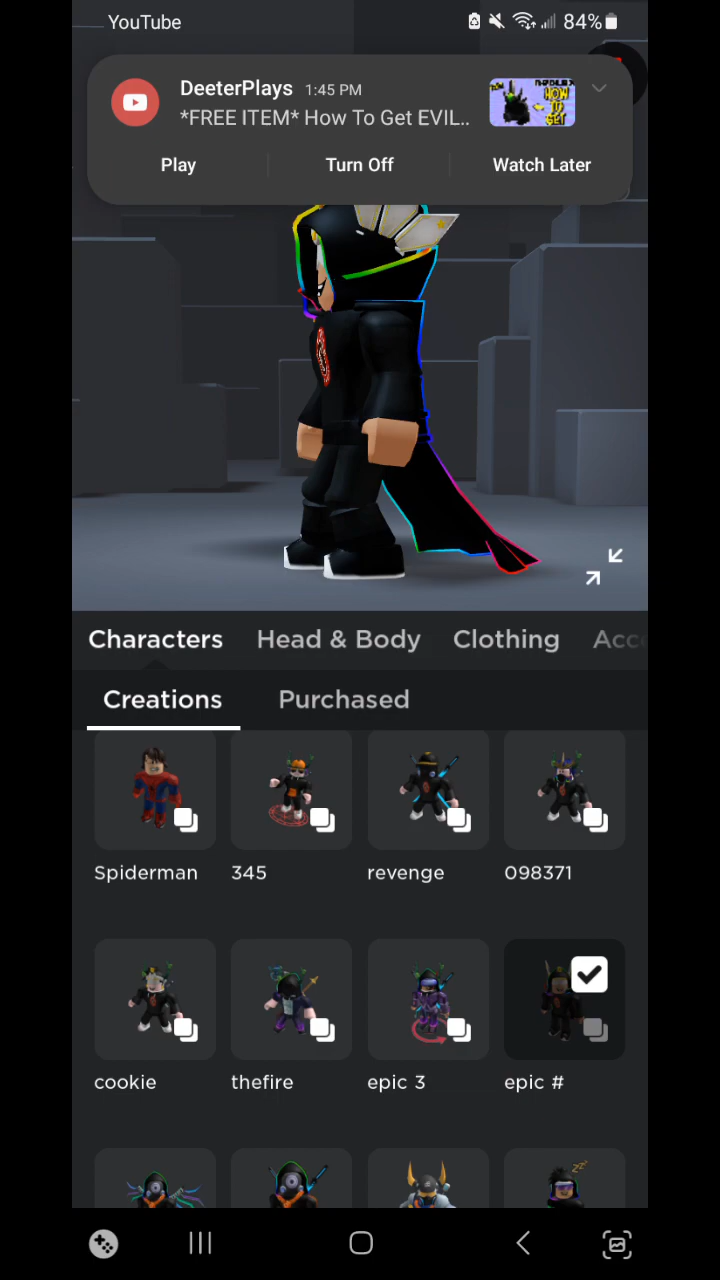 YouTube
84%
DeeterPlays 1:45 PM
*FREE ITEM* How To Get EVIL..
HOW
TO
GET
Play
Turn Off
Watch Later
Characters
Head & Body
Clothing
Acc
Creations
Purchased
Spiderman
345
revenge
098371
cookie
thefire
epic 3
epic #